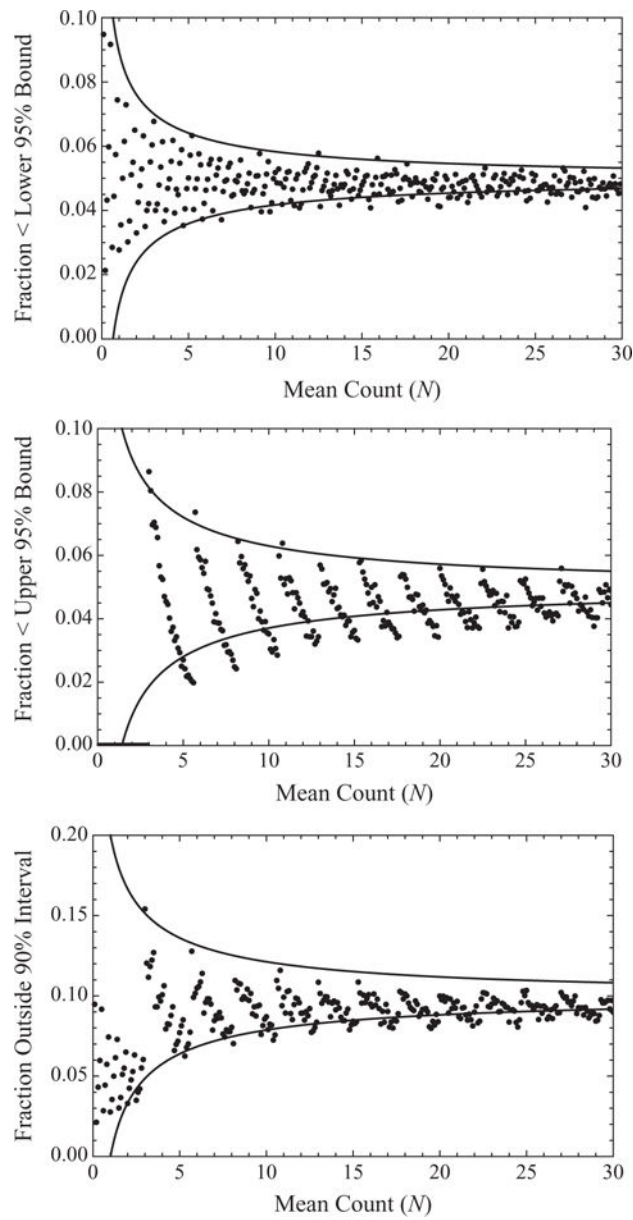 Fraction < Lower 95% Bound
0.10
0.08
0.06
0.04
0.02
0.00
0 5 10 15 20 25 30
Mean Count (N)
Fraction < Upper 95% Bound
0.10
0.08
0.06
0.04
0.02
0.00
0 5 10 15 20 25 30
Mean Count (N)
Fraction Outside 90% Interval
0.20
0.15
0.10
0.05
0.00
0 5 10 15 20 25 30
Mean Count (N)